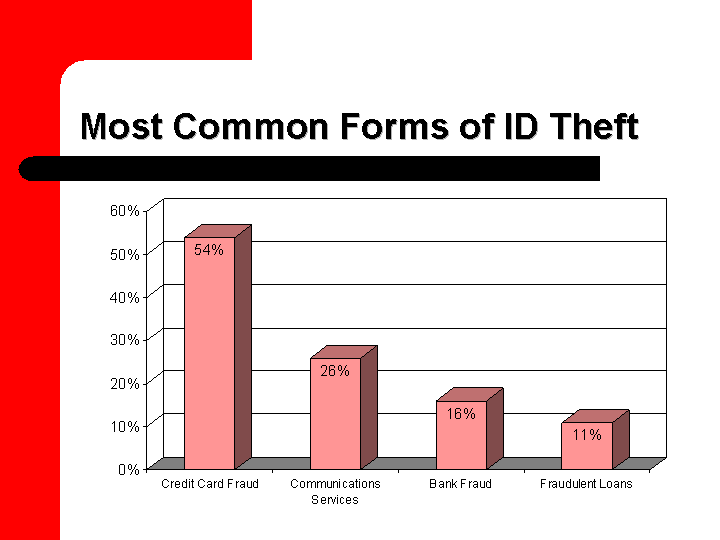 Most Common Forms of ID Theft
60%
50%
40%
30%
20%
10%
0%
54%
26%
16%
11%
Credit Card Fraud
Communications
Services
Bank Fraud
Fraudulent Loans